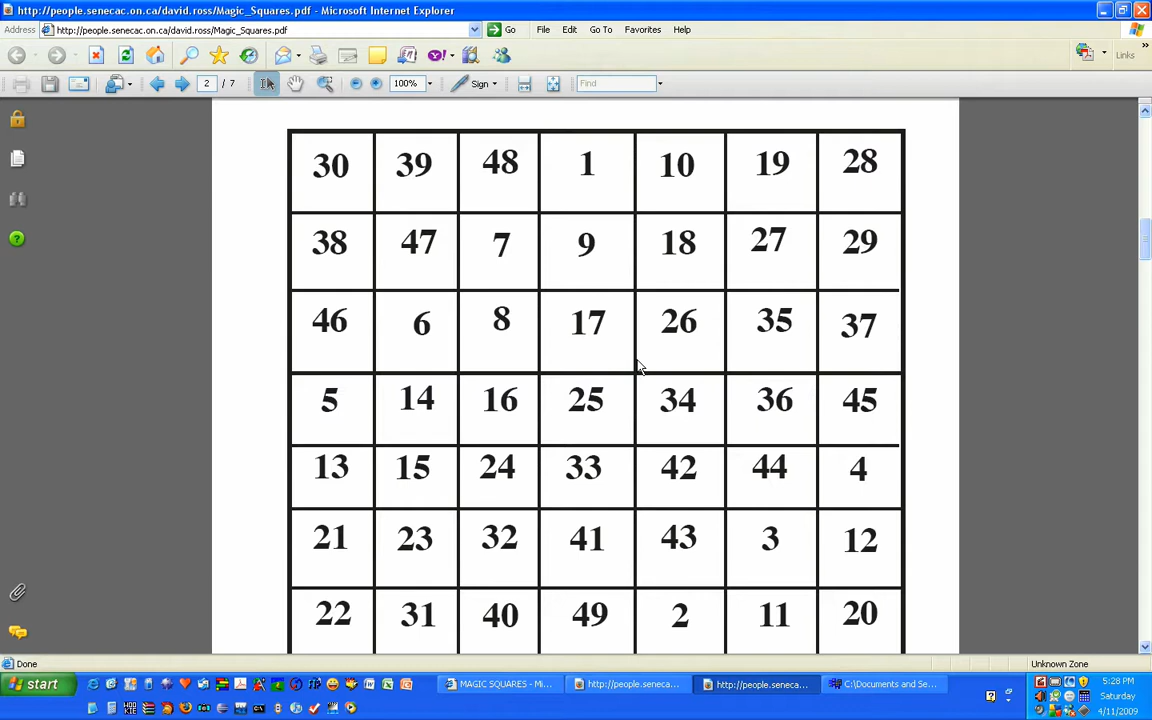 http://people.senecac.on.ca/david.ross/Magic_Squares.pdf - Microsoft Internet Explorer
Address http://people.senecac.on.ca/david.ross/Magic_Squares.pdf Go File Edit Go To Favorites Help
Links
2 / 7 100% Sign Find
30 39 48 1 10 19 28
38 47 7 9 18 27 29
46 6 8 17 26 35 37
5 14 16 25 34 36 45
13 15 24 33 42 44 4
21 23 32 41 43 3 12
22 31 40 49 2 11 20
Done Unknown Zone
start MAGIC SQUARES - Mi... http://people.seneca... http://people.seneca... C:\Documents and Se...
5:28 PM
Saturday
4/11/2009